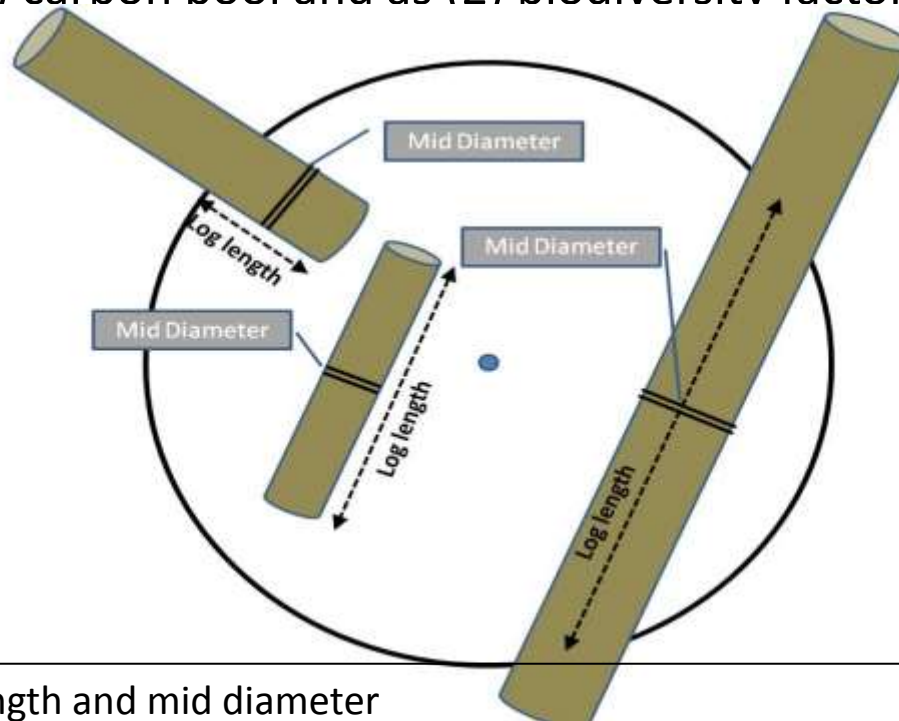 carbon pool and as (2) biodiversity factor
Mid Diameter
Log length
Mid Diameter
Mid Diameter
Log length
Log length
ngth and mid diameter